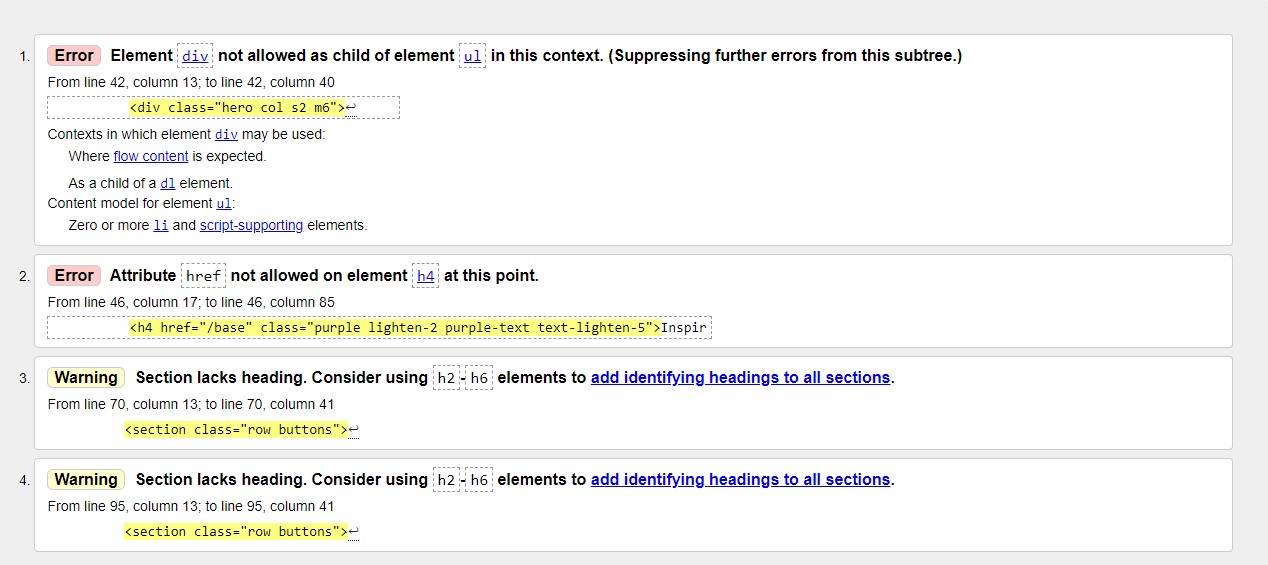 1. Error Element div not allowed as child of element ul in this context. (Suppressing further errors from this subtree.)
From line 42, column 13; to line 42, column 40
<div class="hero col s2 m6">↩
Contexts in which element div may be used:
Where flow content is expected.
As a child of a dl element.
Content model for element ul:
Zero or more li and script-supporting elements.
2. Error Attribute href not allowed on element h4 at this point.
From line 46, column 17; to line 46, column 85
<h4 href="/base" class="purple lighten-2 purple-text text-lighten-5">Inspir
3. Warning Section lacks heading. Consider using h2-h6 elements to add identifying headings to all sections.
From line 70, column 13; to line 70, column 41
<section class="row buttons">↩
4. Warning Section lacks heading. Consider using h2-h6 elements to add identifying headings to all sections.
From line 95, column 13; to line 95, column 41
<section class="row buttons">↩